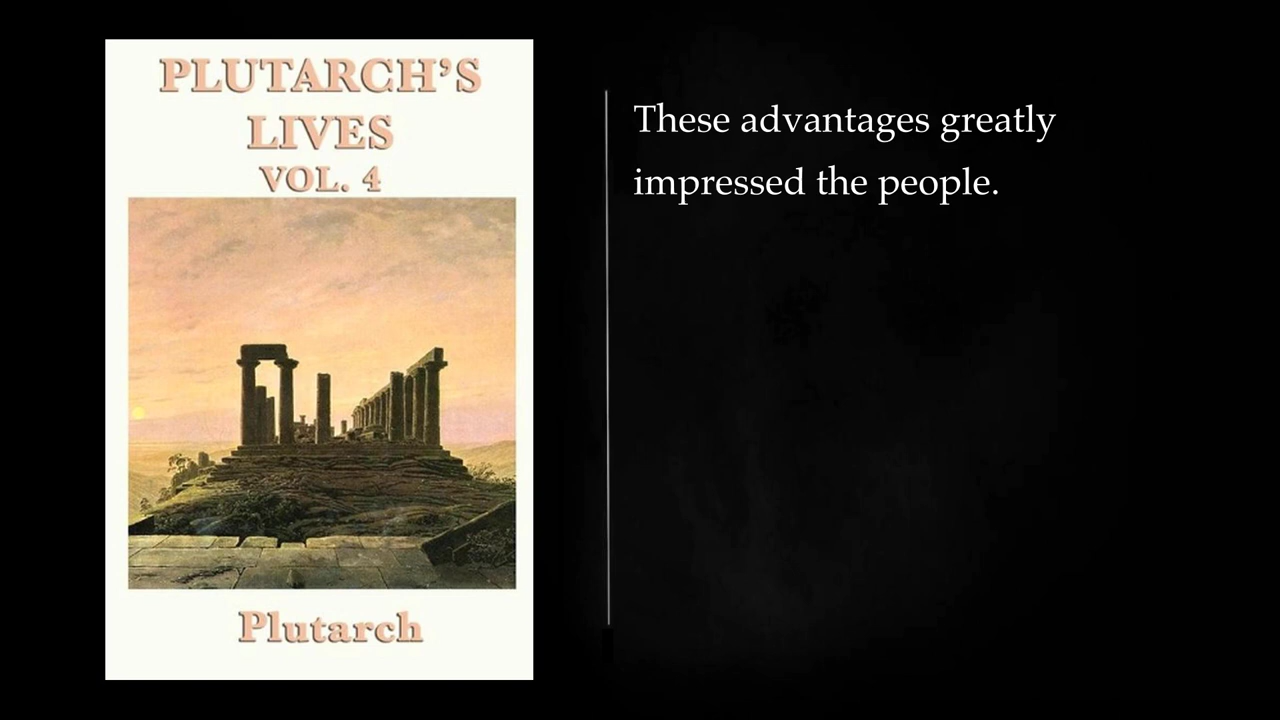 PLUTARCH'S
LIVES
VOL. 4
Plutarch
These advantages greatly
impressed the people.